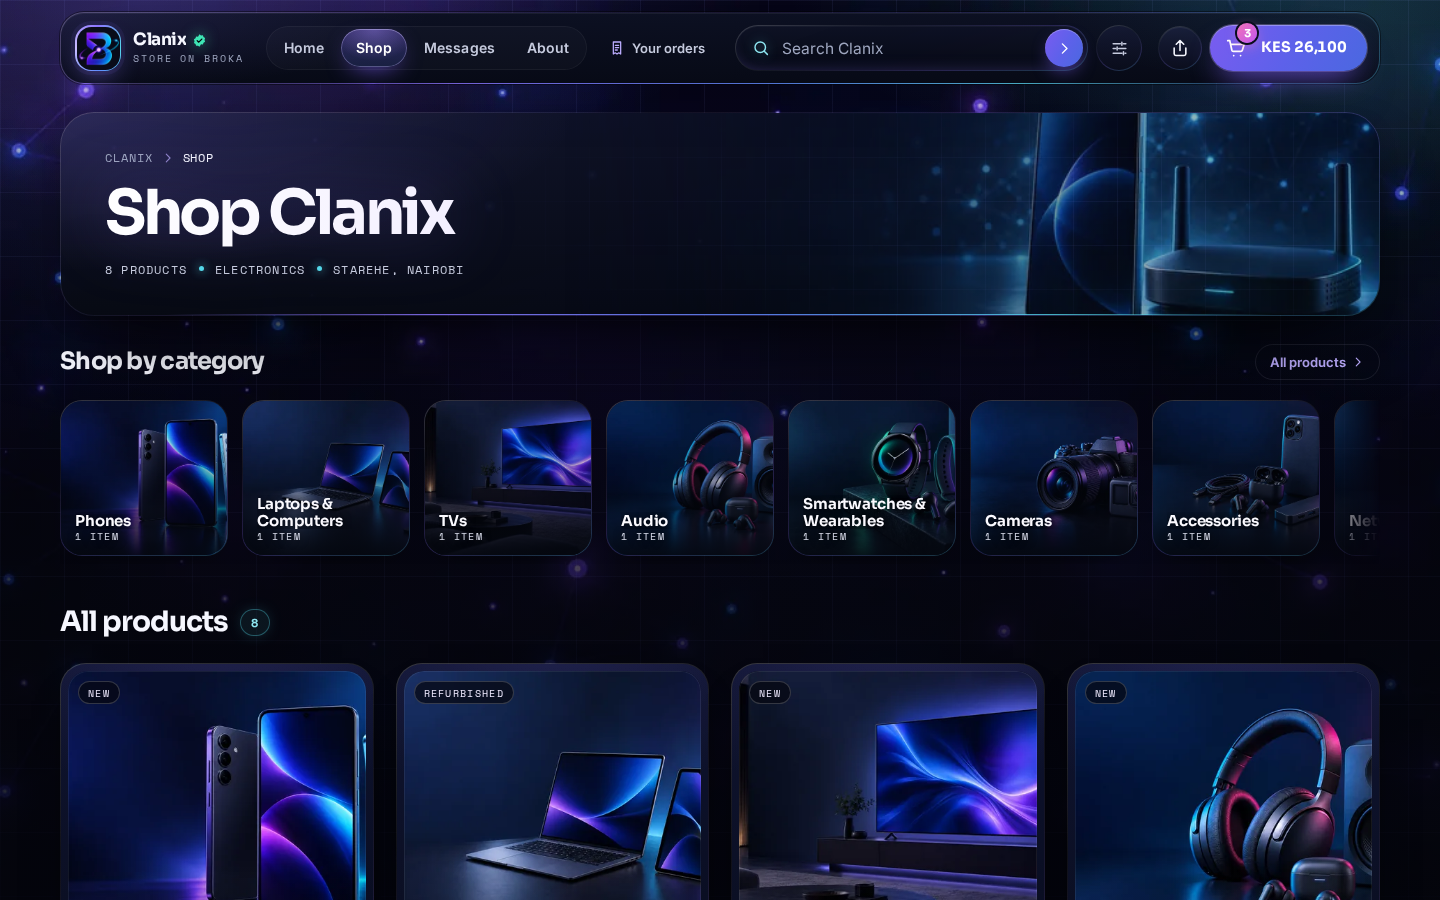 Clanix
STORE ON BROKA
Home
Shop
Messages
About
Your orders
Search Clanix
3
KES 26,100
CLANIX > SHOP
Shop Clanix
8 PRODUCTS • ELECTRONICS • STAREHE, NAIROBI
Shop by category
All products
Phones
1 ITEM
Laptops &
Computers
1 ITEM
TVs
1 ITEM
Audio
1 ITEM
Smartwatches &
Wearables
1 ITEM
Cameras
1 ITEM
Accessories
1 ITEM
Net
1 IT
All products 8
NEW
REFURBISHED
NEW
NEW